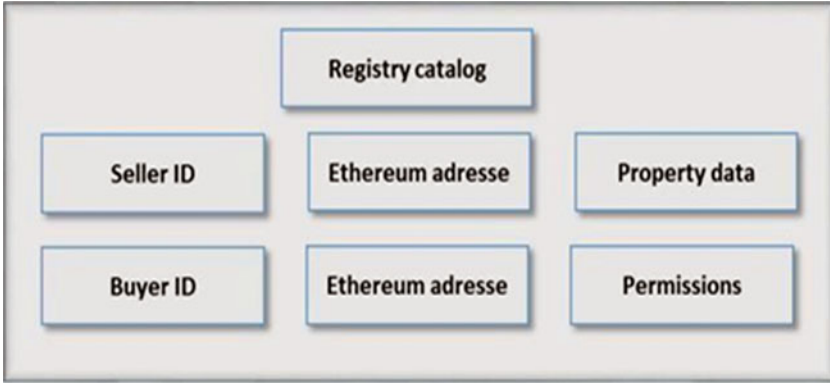 Registry catalog
Seller ID Ethereum adresse Property data
Buyer ID Ethereum adresse Permissions